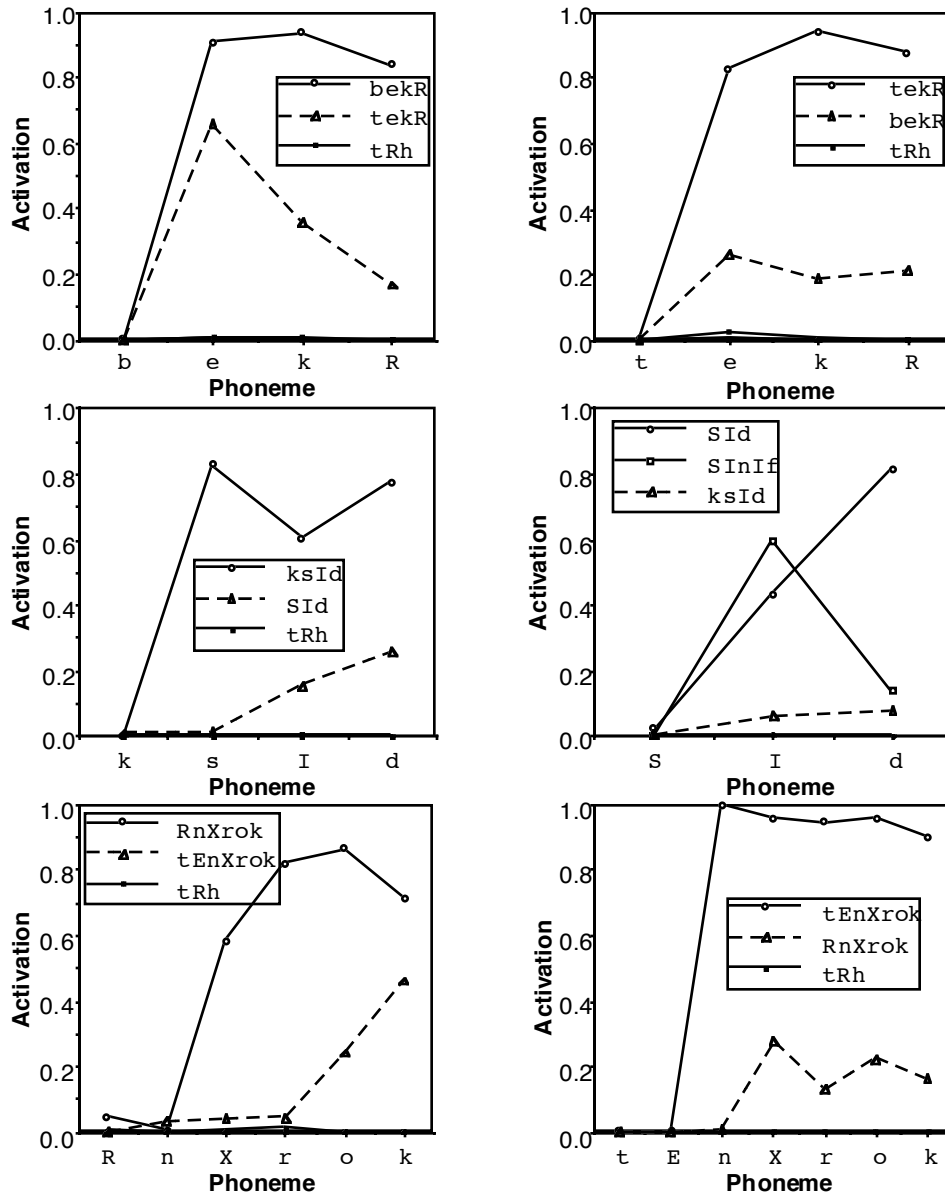 1.0
0.8
0.6
0.4
0.2
0.0
Activation
bekR
tekR
tRh
b e k R
Phoneme
1.0
0.8
0.6
0.4
0.2
0.0
Activation
tekR
bekR
tRh
t e k R
Phoneme
1.0
0.8
0.6
0.4
0.2
0.0
Activation
ksId
SId
tRh
k s I d
Phoneme
1.0
0.8
0.6
0.4
0.2
0.0
Activation
SId
SInIf
ksId
S I d
Phoneme
1.0
0.8
0.6
0.4
0.2
0.0
Activation
RnXrok
tEnXrok
tRh
R n X r o k
Phoneme
1.0
0.8
0.6
0.4
0.2
0.0
Activation
tEnXrok
RnXrok
tRh
t E n X r o k
Phoneme